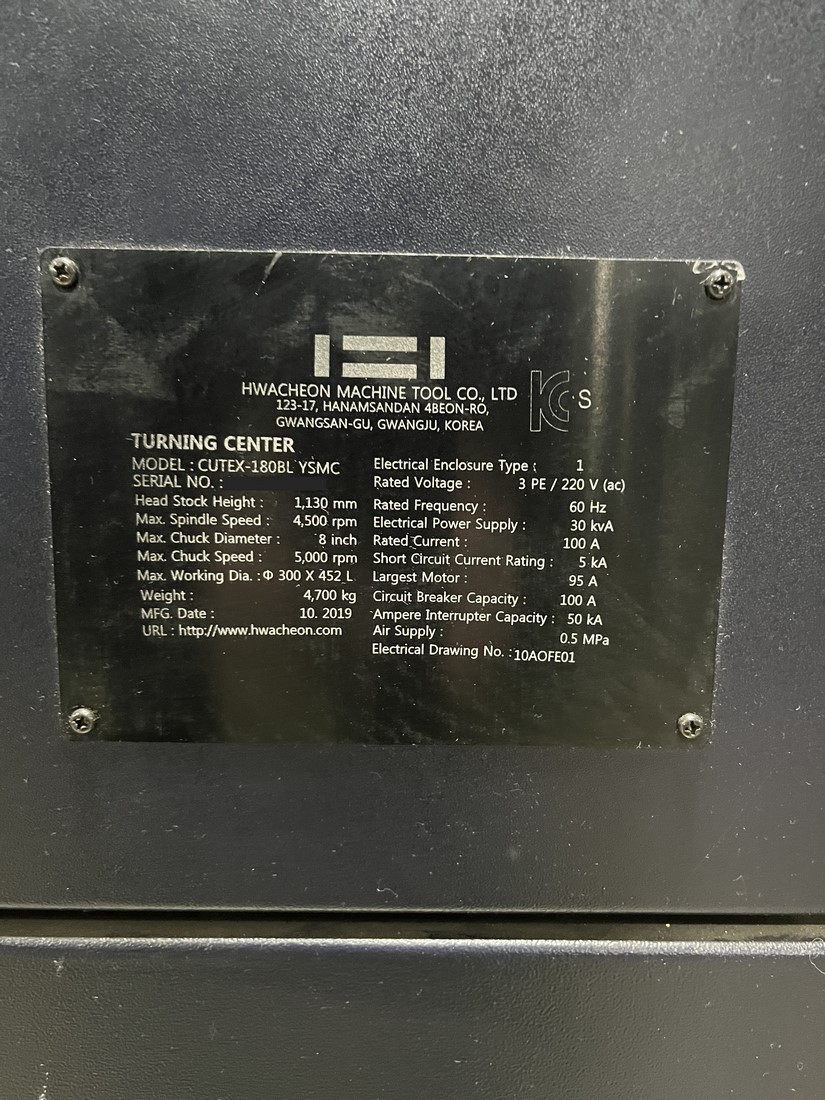 HWACHEON MACHINE TOOL CO., LTD
123-17, HANAMSANDAN 4BEON-RO,
GWANGSAN-GU, GWANGJU, KOREA
KC S
TURNING CENTER
MODEL : CUTEX-180BL YSMC
SERIAL NO. :
Head Stock Height : 1,130 mm
Max. Spindle Speed : 4,500 rpm
Max. Chuck Diameter : 8 inch
Max. Chuck Speed : 5,000 rpm
Max. Working Dia. : Φ 300 X 452 L
Weight : 4,700 kg
MFG. Date : 10. 2019
URL : http://www.hwacheon.com
Electrical Enclosure Type : 1
Rated Voltage : 3 PE / 220 V (ac)
Rated Frequency : 60 Hz
Electrical Power Supply : 30 kvA
Rated Current : 100 A
Short Circuit Current Rating : 5 kA
Largest Motor : 95 A
Circuit Breaker Capacity : 100 A
Ampere Interrupter Capacity : 50 kA
Air Supply : 0.5 MPa
Electrical Drawing No. : 10AOFE01